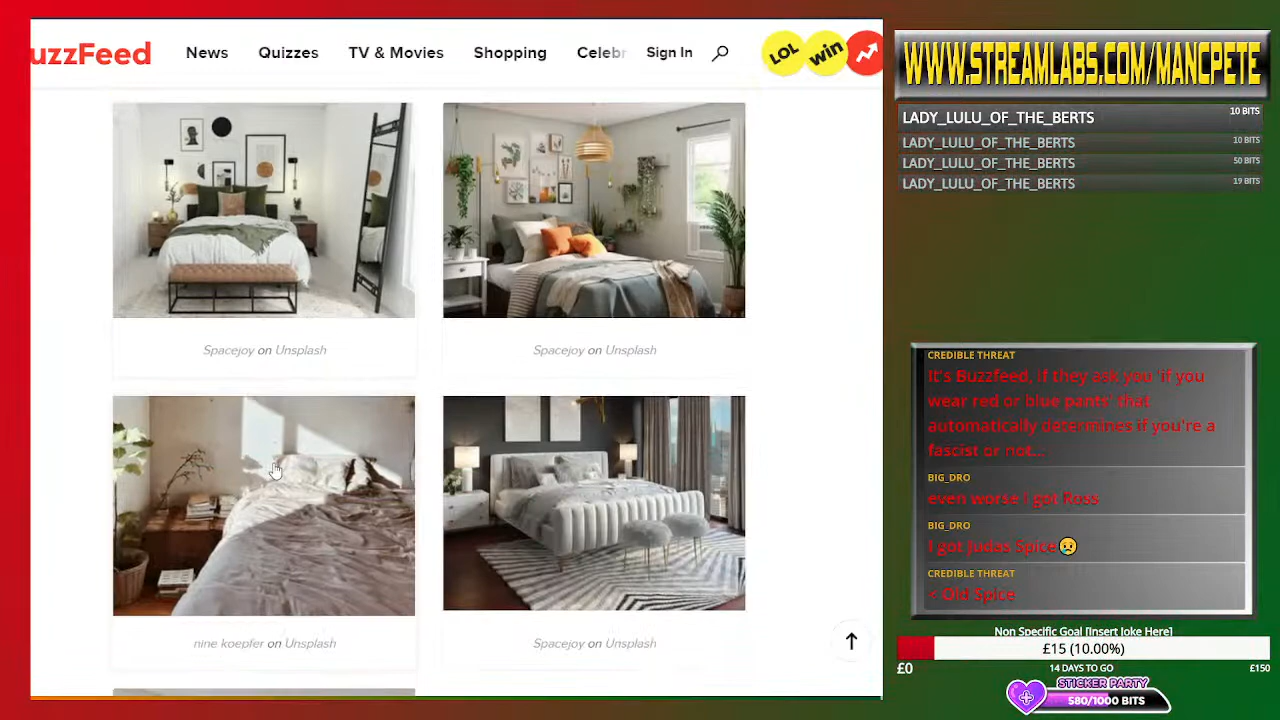 uzzFeed
News Quizzes TV & Movies Shopping Celebr Sign In
LOL win
Spacejoy on Unsplash
Spacejoy on Unsplash
nine koepfer on Unsplash
Spacejoy on Unsplash
WWW.STREAMLABS.COM/MANCPETE
LADY_LULU_OF_THE_BERTS 10 BITS
LADY_LULU_OF_THE_BERTS 10 BITS
LADY_LULU_OF_THE_BERTS 50 BITS
LADY_LULU_OF_THE_BERTS 19 BITS
CREDIBLE THREAT
It's Buzzfeed, if they ask you 'if you
wear red or blue pants' that
automatically determines if you're a
fascist or not...
BIG_DRO
even worse I got Ross
BIG_DRO
I got Judas Spice😥
CREDIBLE THREAT
< Old Spice
Non Specific Goal [Insert Joke Here]
£15 (10.00%)
£0 14 DAYS TO GO £150
STICKER PARTY
580/1000 BITS